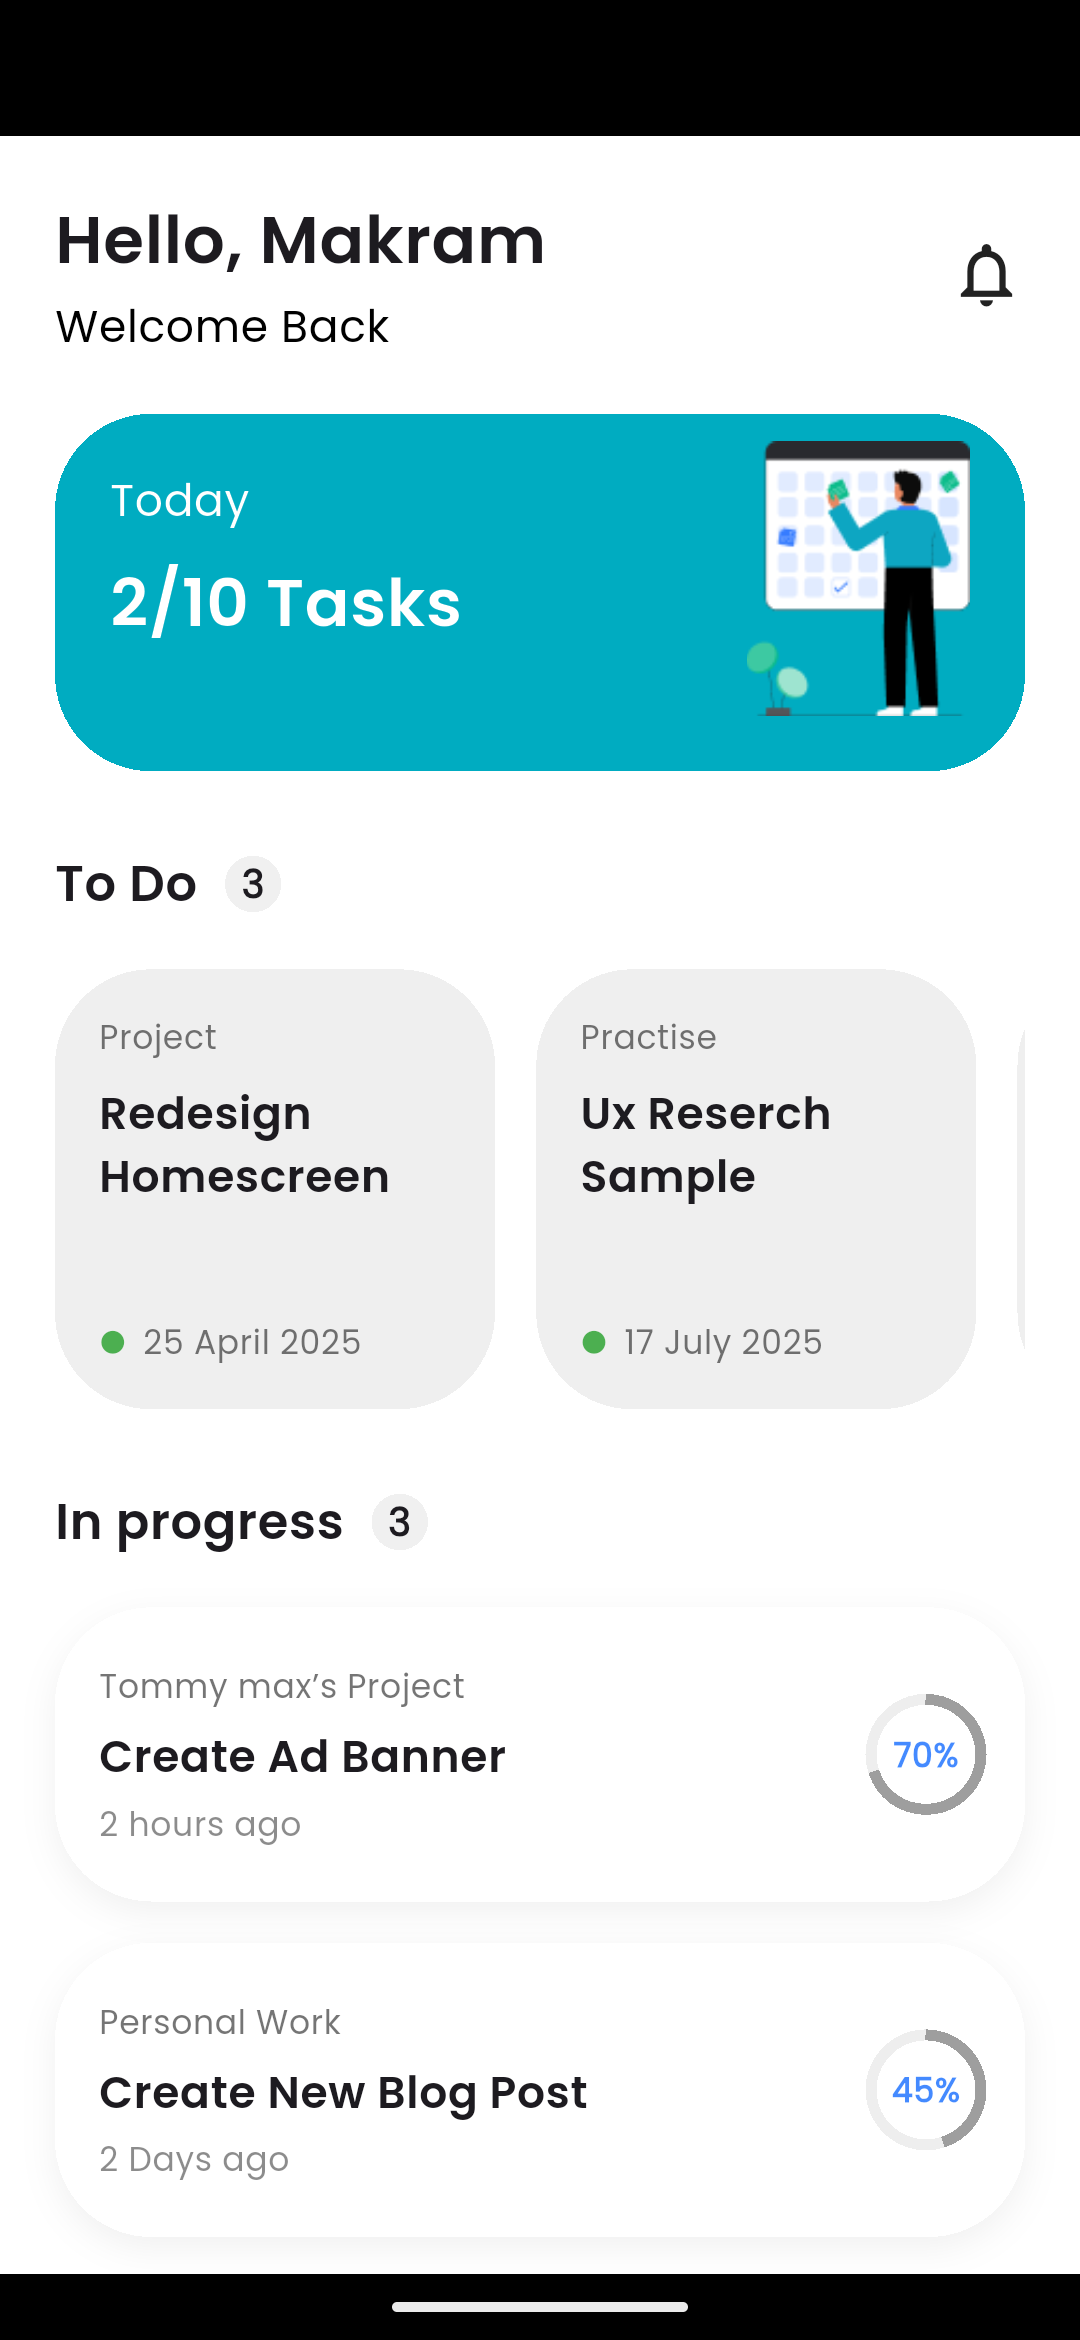 Hello, Makram
Welcome Back
Today
2/10 Tasks
To Do 3
Project
Redesign
Homescreen
25 April 2025
Practise
Ux Reserch
Sample
17 July 2025
In progress 3
Tommy max’s Project
Create Ad Banner
2 hours ago
70%
Personal Work
Create New Blog Post
2 Days ago
45%